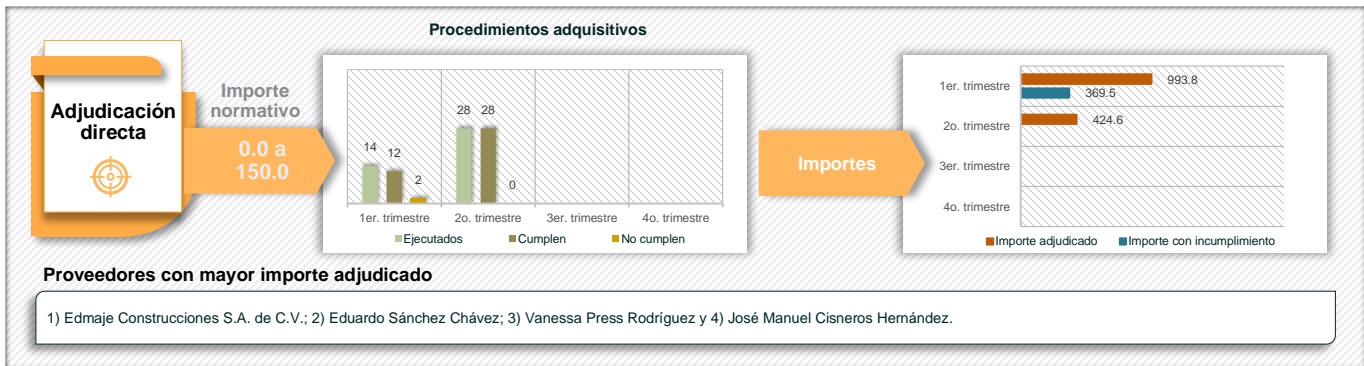 Procedimientos adquisitivos
Adjudicación
directa
Importe
normativo
0.0 a
150.0
14
12
2
28
28
0
1er. trimestre
2o. trimestre
3er. trimestre
4o. trimestre
Ejecutados
Cumplen
No cumplen
Importes
1er. trimestre
993.8
369.5
2o. trimestre
424.6
3er. trimestre
4o. trimestre
Importe adjudicado
Importe con incumplimiento
Proveedores con mayor importe adjudicado
1) Edmaje Construcciones S.A. de C.V.; 2) Eduardo Sánchez Chávez; 3) Vanessa Press Rodríguez y 4) José Manuel Cisneros Hernández.